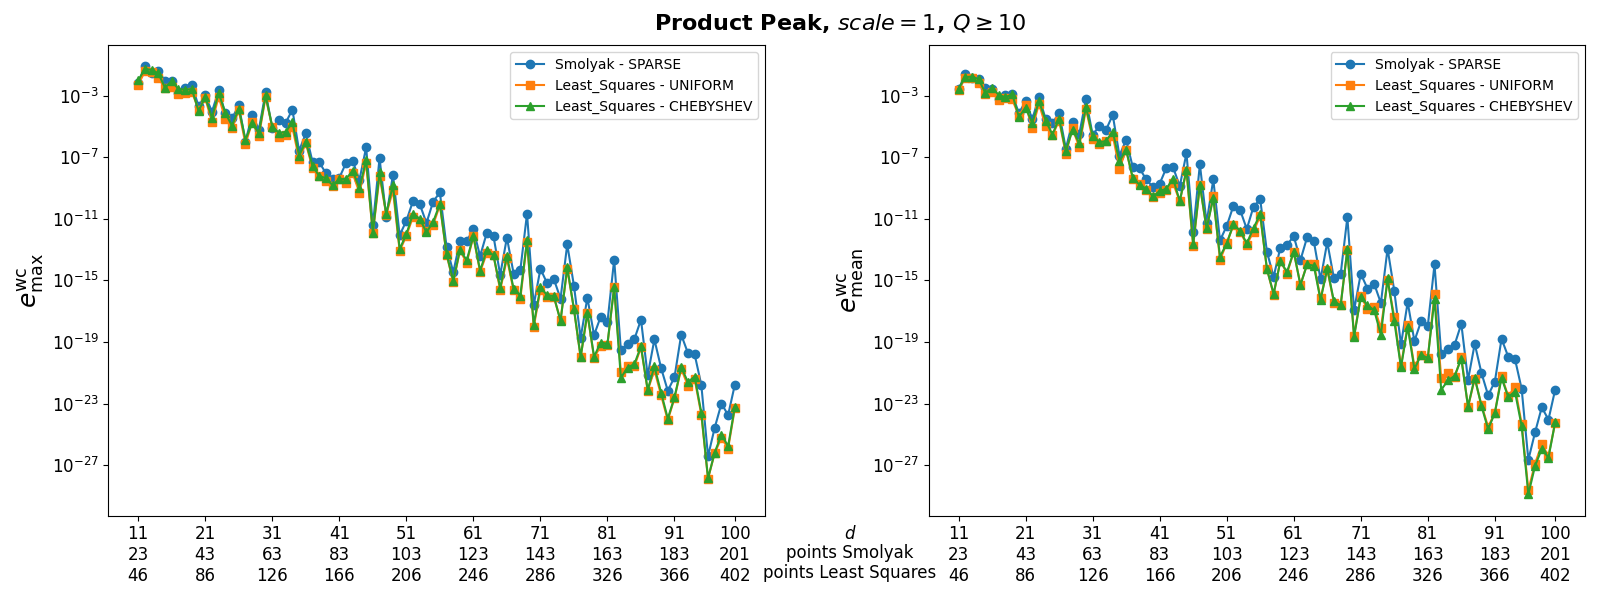 Product Peak, scale = 1, Q ≥ 10
e^wc_max
10^−3
10^−7
10^−11
10^−15
10^−19
10^−23
10^−27
Smolyak - SPARSE
Least_Squares - UNIFORM
Least_Squares - CHEBYSHEV
11 21 31 41 51 61 71 81 91 100
23 43 63 83 103 123 143 163 183 201
46 86 126 166 206 246 286 326 366 402
d
points Smolyak
points Least Squares
e^wc_mean
10^−3
10^−7
10^−11
10^−15
10^−19
10^−23
10^−27
Smolyak - SPARSE
Least_Squares - UNIFORM
Least_Squares - CHEBYSHEV
11 21 31 41 51 61 71 81 91 100
23 43 63 83 103 123 143 163 183 201
46 86 126 166 206 246 286 326 366 402